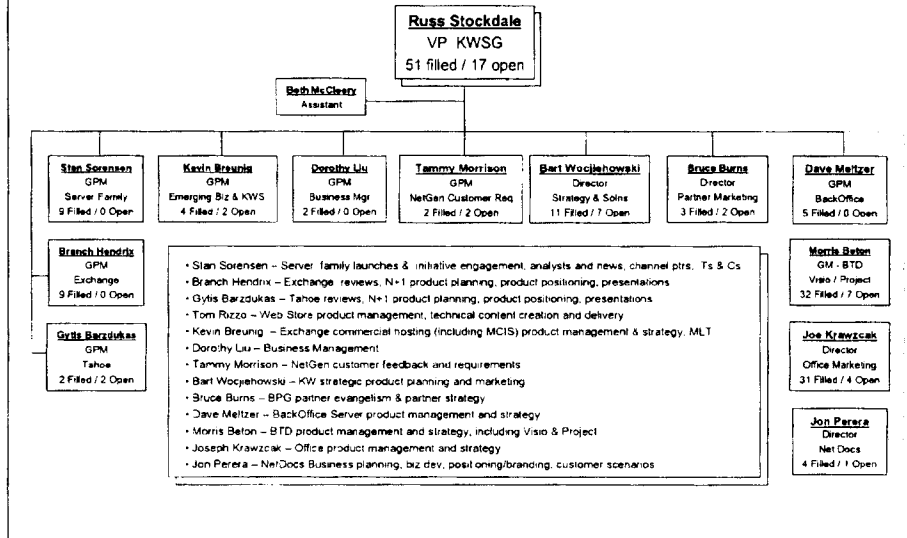 Russ Stockdale
VP KWSG
51 filled / 17 open
Beth McCleery
Assistant
Stan Sorensen
GPM
Server Family
9 Filled / 0 Open
Kevin Breunig
GPM
Emerging Biz & KWS
4 Filled / 2 Open
Dorothy Liu
GPM
Business Mgr
2 Filled / 0 Open
Tammy Morrison
GPM
NetGen Customer Req
2 Filled / 2 Open
Bart Wocjiehowski
Director
Strategy & Solns
11 Filled / 7 Open
Bruce Burns
Director
Partner Marketing
3 Filled / 2 Open
Dave Meltzer
GPM
BackOffice
5 Filled / 0 Open
Branch Hendrix
GPM
Exchange
9 Filled / 0 Open
Gytis Barzdukas
GPM
Tahoe
2 Filled / 2 Open
• Stan Sorensen – Server family launches & initiative engagement, analysts and news, channel ptrs, Ts & Cs
• Branch Hendrix – Exchange reviews, N+1 product planning, product positioning, presentations
• Gytis Barzdukas – Tahoe reviews, N+1 product planning, product positioning, presentations
• Tom Rizzo – Web Store product management, technical content creation and delivery
• Kevin Breunig – Exchange commercial hosting (including MCIS) product management & strategy, MLT
• Dorothy Liu – Business Management
• Tammy Morrison – NetGen customer feedback and requirements
• Bart Wocjiehowski – KW strategic product planning and marketing
• Bruce Burns – BPG partner evangelism & partner strategy
• Dave Meltzer – BackOffice Server product management and strategy
• Morris Beton – BTD product management and strategy, including Visio & Project
• Joseph Krawzcak – Office product management and strategy
• Jon Perera – NetDocs Business planning, biz dev, positioning/branding, customer scenarios
Morris Beton
GM - BTD
Visio / Project
32 Filled / 7 Open
Joe Krawzcak
Director
Office Marketing
31 Filled / 4 Open
Jon Perera
Director
Net Docs
4 Filled / 1 Open